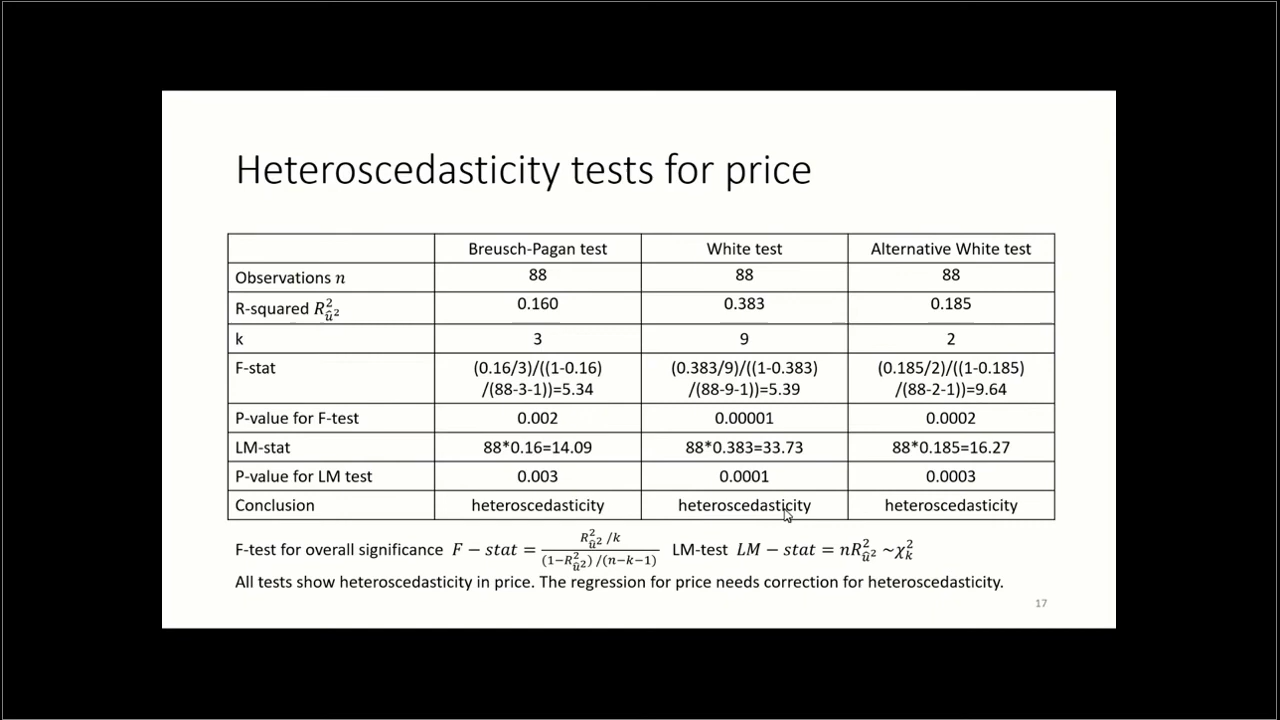 Heteroscedasticity tests for price
Breusch-Pagan test White test Alternative White test
Observations n 88 88 88
R-squared R²_û² 0.160 0.383 0.185
k 3 9 2
F-stat (0.16/3)/((1-0.16) (0.383/9)/((1-0.383) (0.185/2)/((1-0.185)
/(88-3-1))=5.34 /(88-9-1))=5.39 /(88-2-1))=9.64
P-value for F-test 0.002 0.00001 0.0002
LM-stat 88*0.16=14.09 88*0.383=33.73 88*0.185=16.27
P-value for LM test 0.003 0.0001 0.0003
Conclusion heteroscedasticity heteroscedasticity heteroscedasticity
F-test for overall significance F − stat = (R²_û² /k)/((1−R²_û²) /(n−k−1)) LM-test LM − stat = nR²_û² ~χ²_k
All tests show heteroscedasticity in price. The regression for price needs correction for heteroscedasticity.
17